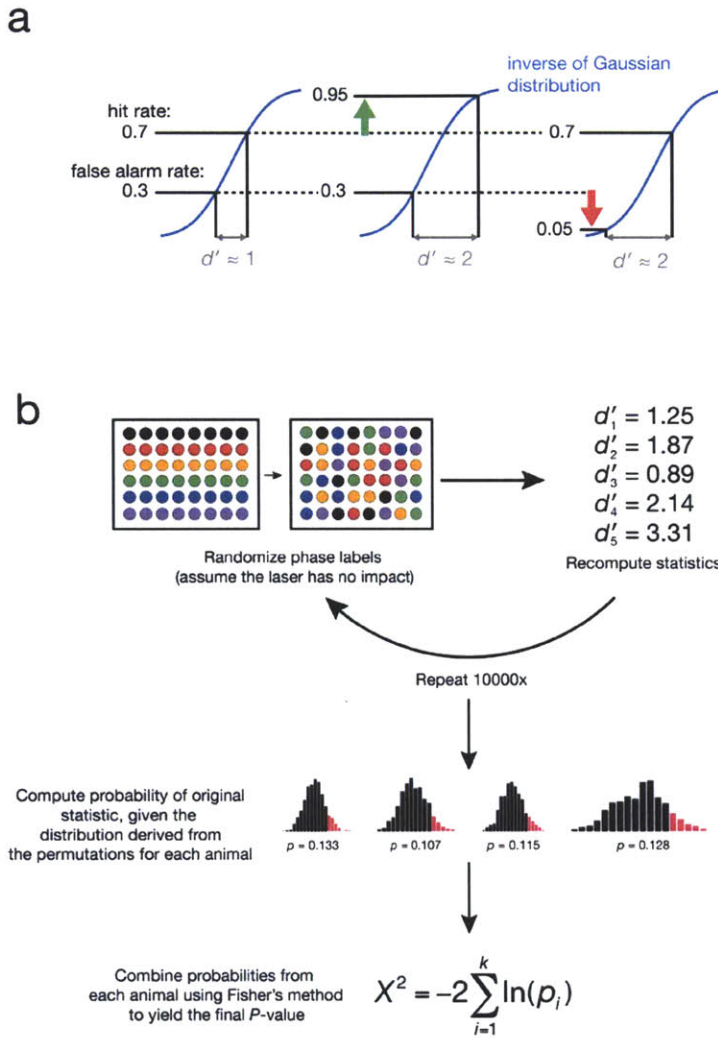 a
inverse of Gaussian
distribution
hit rate:
0.7
false alarm rate:
0.3
d′ ≈ 1
0.95
0.3
d′ ≈ 2
0.7
0.05
d′ ≈ 2
b
Randomize phase labels
(assume the laser has no impact)
d′₁ = 1.25
d′₂ = 1.87
d′₃ = 0.89
d′₄ = 2.14
d′₅ = 3.31
Recompute statistics
Repeat 10000x
Compute probability of original
statistic, given the
distribution derived from
the permutations for each animal
p = 0.133
p = 0.107
p = 0.115
p = 0.128
Combine probabilities from
each animal using Fisher's method
to yield the final P-value
X² = −2 ∑ᵢ₌₁ᵏ ln(pᵢ)